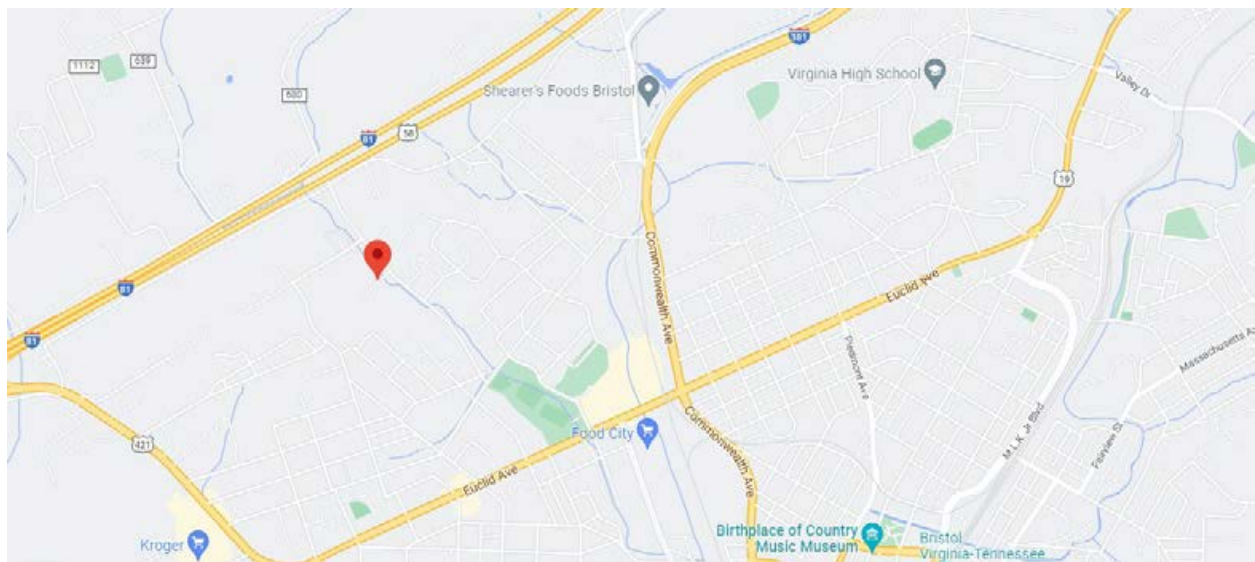 381
1112
639
Virginia High School
Valley Dr
Shearer's Foods Bristol
58
81
19
Commonwealth Ave
81
Euclid Ave
81
Piedmont Ave
Massachusetts A
421
Food City
Commonwealth Ave
M.L.K. Jr Blvd
Fairview St
Euclid Ave
Kroger
Birthplace of Country
Music Museum
Bristol
Virginia-Tennessee